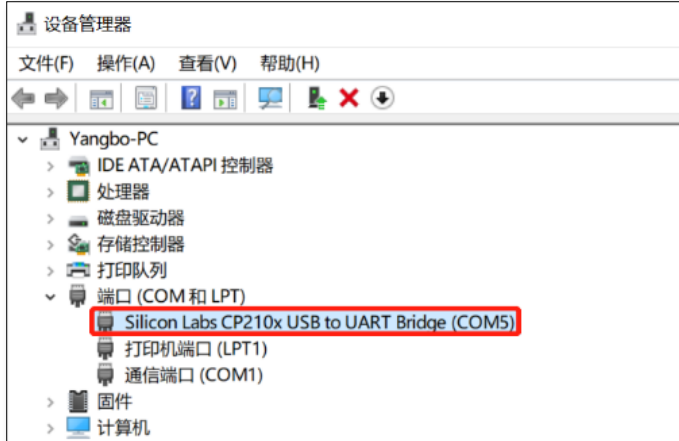 设备管理器
文件(F) 操作(A) 查看(V) 帮助(H)
Yangbo-PC
IDE ATA/ATAPI 控制器
处理器
磁盘驱动器
存储控制器
打印队列
端口 (COM 和 LPT)
Silicon Labs CP210x USB to UART Bridge (COM5)
打印机端口 (LPT1)
通信端口 (COM1)
固件
计算机